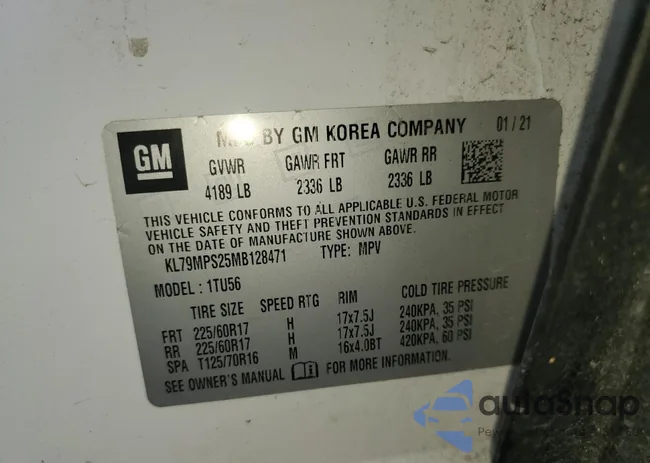 GM
MFD BY GM KOREA COMPANY 01/21
GVWR GAWR FRT GAWR RR
4189 LB 2336 LB 2336 LB
THIS VEHICLE CONFORMS TO ALL APPLICABLE U.S. FEDERAL MOTOR
VEHICLE SAFETY AND THEFT PREVENTION STANDARDS IN EFFECT
ON THE DATE OF MANUFACTURE SHOWN ABOVE.
KL79MPS25MB128471 TYPE: MPV
MODEL: 1TU56
TIRE SIZE SPEED RTG RIM COLD TIRE PRESSURE
FRT 225/60R17 H 17x7.5J 240KPA, 35 PSI
RR 225/60R17 H 17x7.5J 240KPA, 35 PSI
SPA T125/70R16 M 16x4.0BT 420KPA, 60 PSI
SEE OWNER'S MANUAL FOR MORE INFORMATION.
aulaSnap